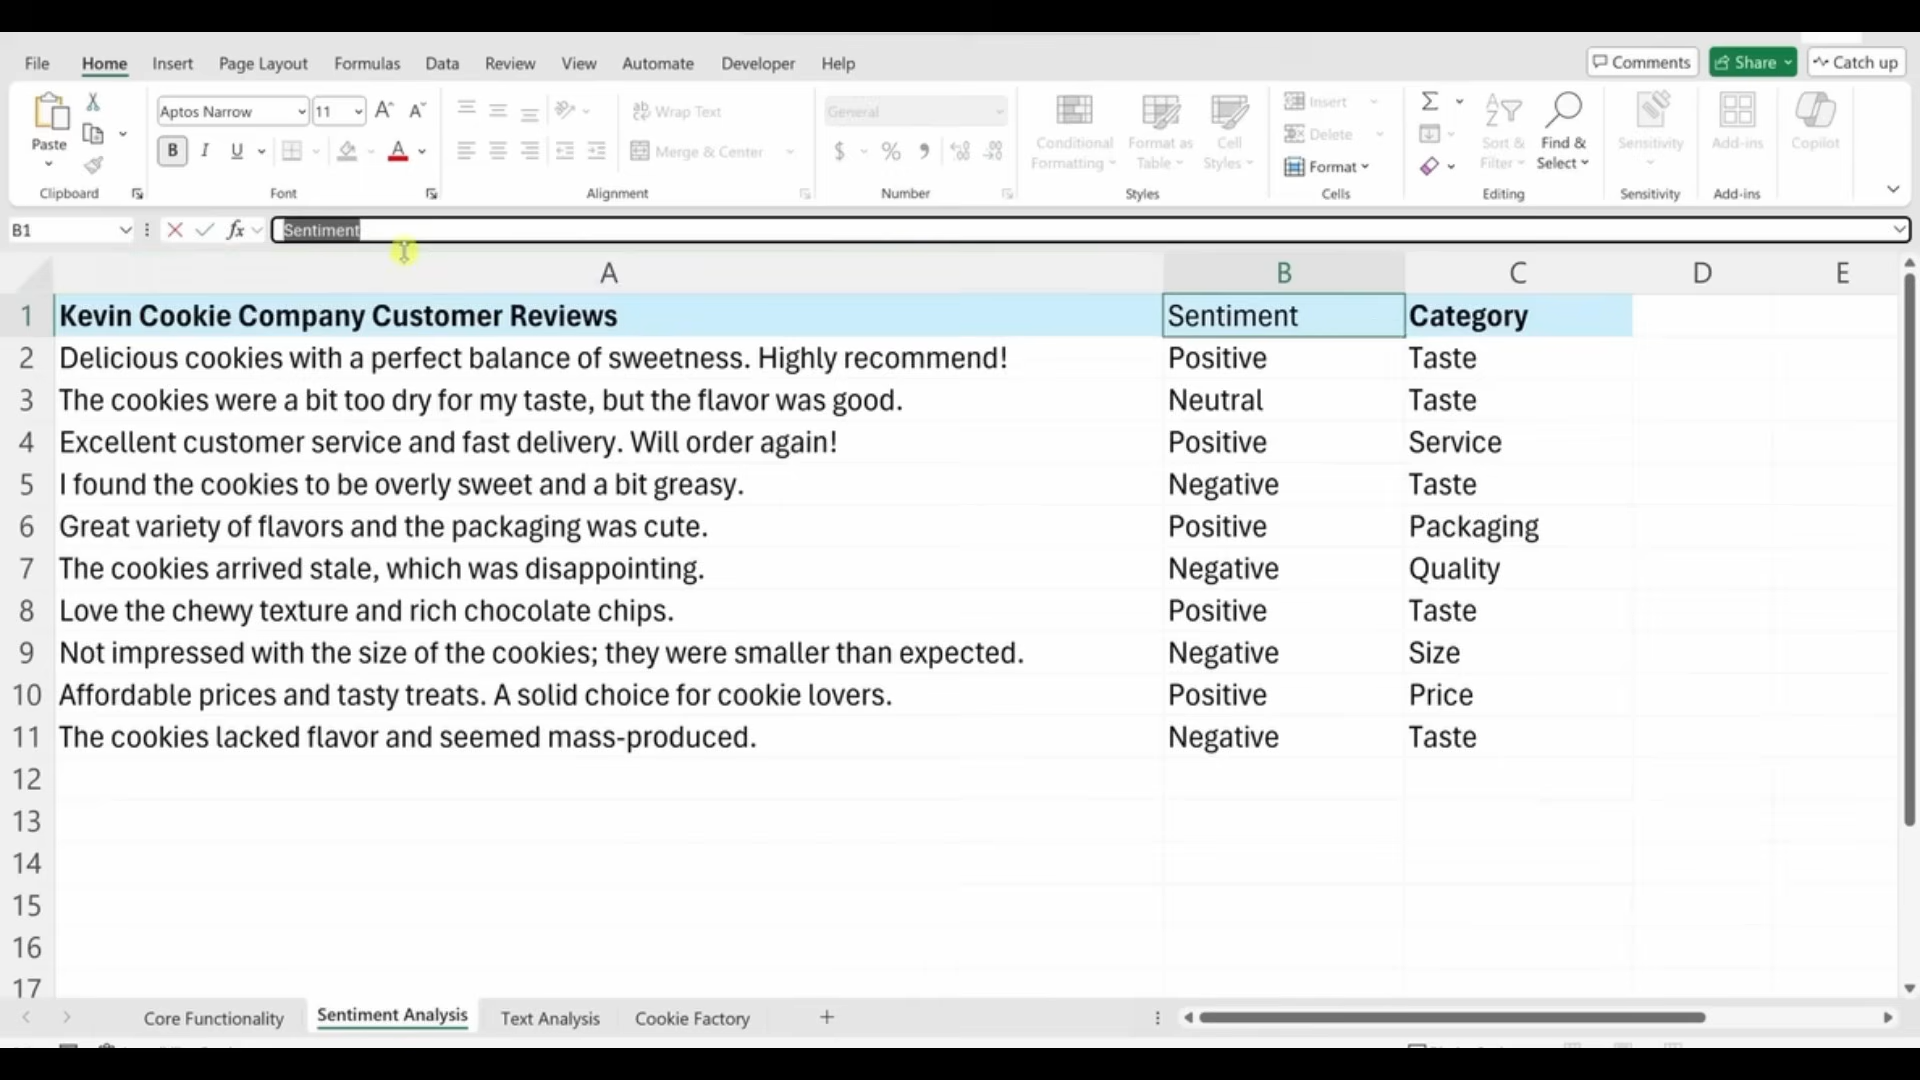 File Home Insert Page Layout Formulas Data Review View Automate Developer Help Comments Share Catch up
Aptos Narrow 11 A A Wrap Text General
Paste B I U A Merge & Center $ % 9 Conditional Formatting Format as Table Cell Styles Insert Delete Format Σ A Z Sort & Filter Find & Select Sensitivity Add-ins Copilot
Clipboard Font Alignment Number Styles Cells Editing Sensitivity Add-ins
B1 fx Sentiment
A B C D E
1 Kevin Cookie Company Customer Reviews Sentiment Category
2 Delicious cookies with a perfect balance of sweetness. Highly recommend! Positive Taste
3 The cookies were a bit too dry for my taste, but the flavor was good. Neutral Taste
4 Excellent customer service and fast delivery. Will order again! Positive Service
5 I found the cookies to be overly sweet and a bit greasy. Negative Taste
6 Great variety of flavors and the packaging was cute. Positive Packaging
7 The cookies arrived stale, which was disappointing. Negative Quality
8 Love the chewy texture and rich chocolate chips. Positive Taste
9 Not impressed with the size of the cookies; they were smaller than expected. Negative Size
10 Affordable prices and tasty treats. A solid choice for cookie lovers. Positive Price
11 The cookies lacked flavor and seemed mass-produced. Negative Taste
12
13
14
15
16
17
Core Functionality Sentiment Analysis Text Analysis Cookie Factory +